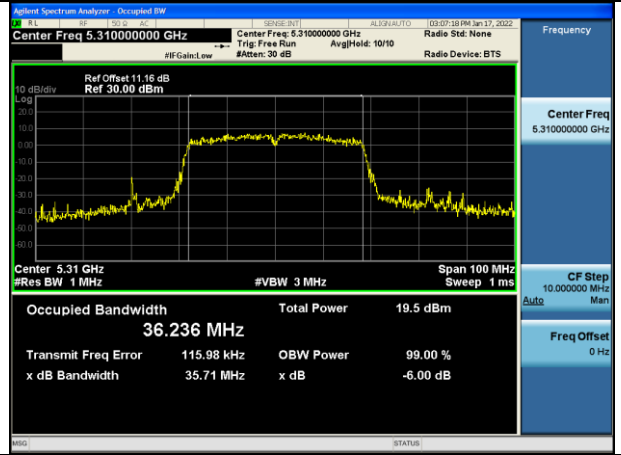 Agilent Spectrum Analyzer - Occupied BW
RL RF 50 Ω AC SENSE:INT ALIGNAUTO 03:07:18 PM Jan 17, 2022
Center Freq 5.310000000 GHz
#IFGain:Low
Center Freq: 5.310000000 GHz
Trig: Free Run Avg|Hold: 10/10
#Atten: 30 dB
Radio Std: None
Radio Device: BTS
Frequency
Ref Offset 11.16 dB
10 dB/div Ref 30.00 dBm
Log
20.0
10.0
0.00
-10.0
-20.0
-30.0
-40.0
-50.0
-60.0
Center 5.31 GHz Span 100 MHz
#Res BW 1 MHz #VBW 3 MHz Sweep 1 ms
Occupied Bandwidth Total Power 19.5 dBm
36.236 MHz
Transmit Freq Error 115.98 kHz OBW Power 99.00 %
x dB Bandwidth 35.71 MHz x dB -6.00 dB
Center Freq
5.310000000 GHz
CF Step
10.000000 MHz
Auto Man
Freq Offset
0 Hz
MSG STATUS